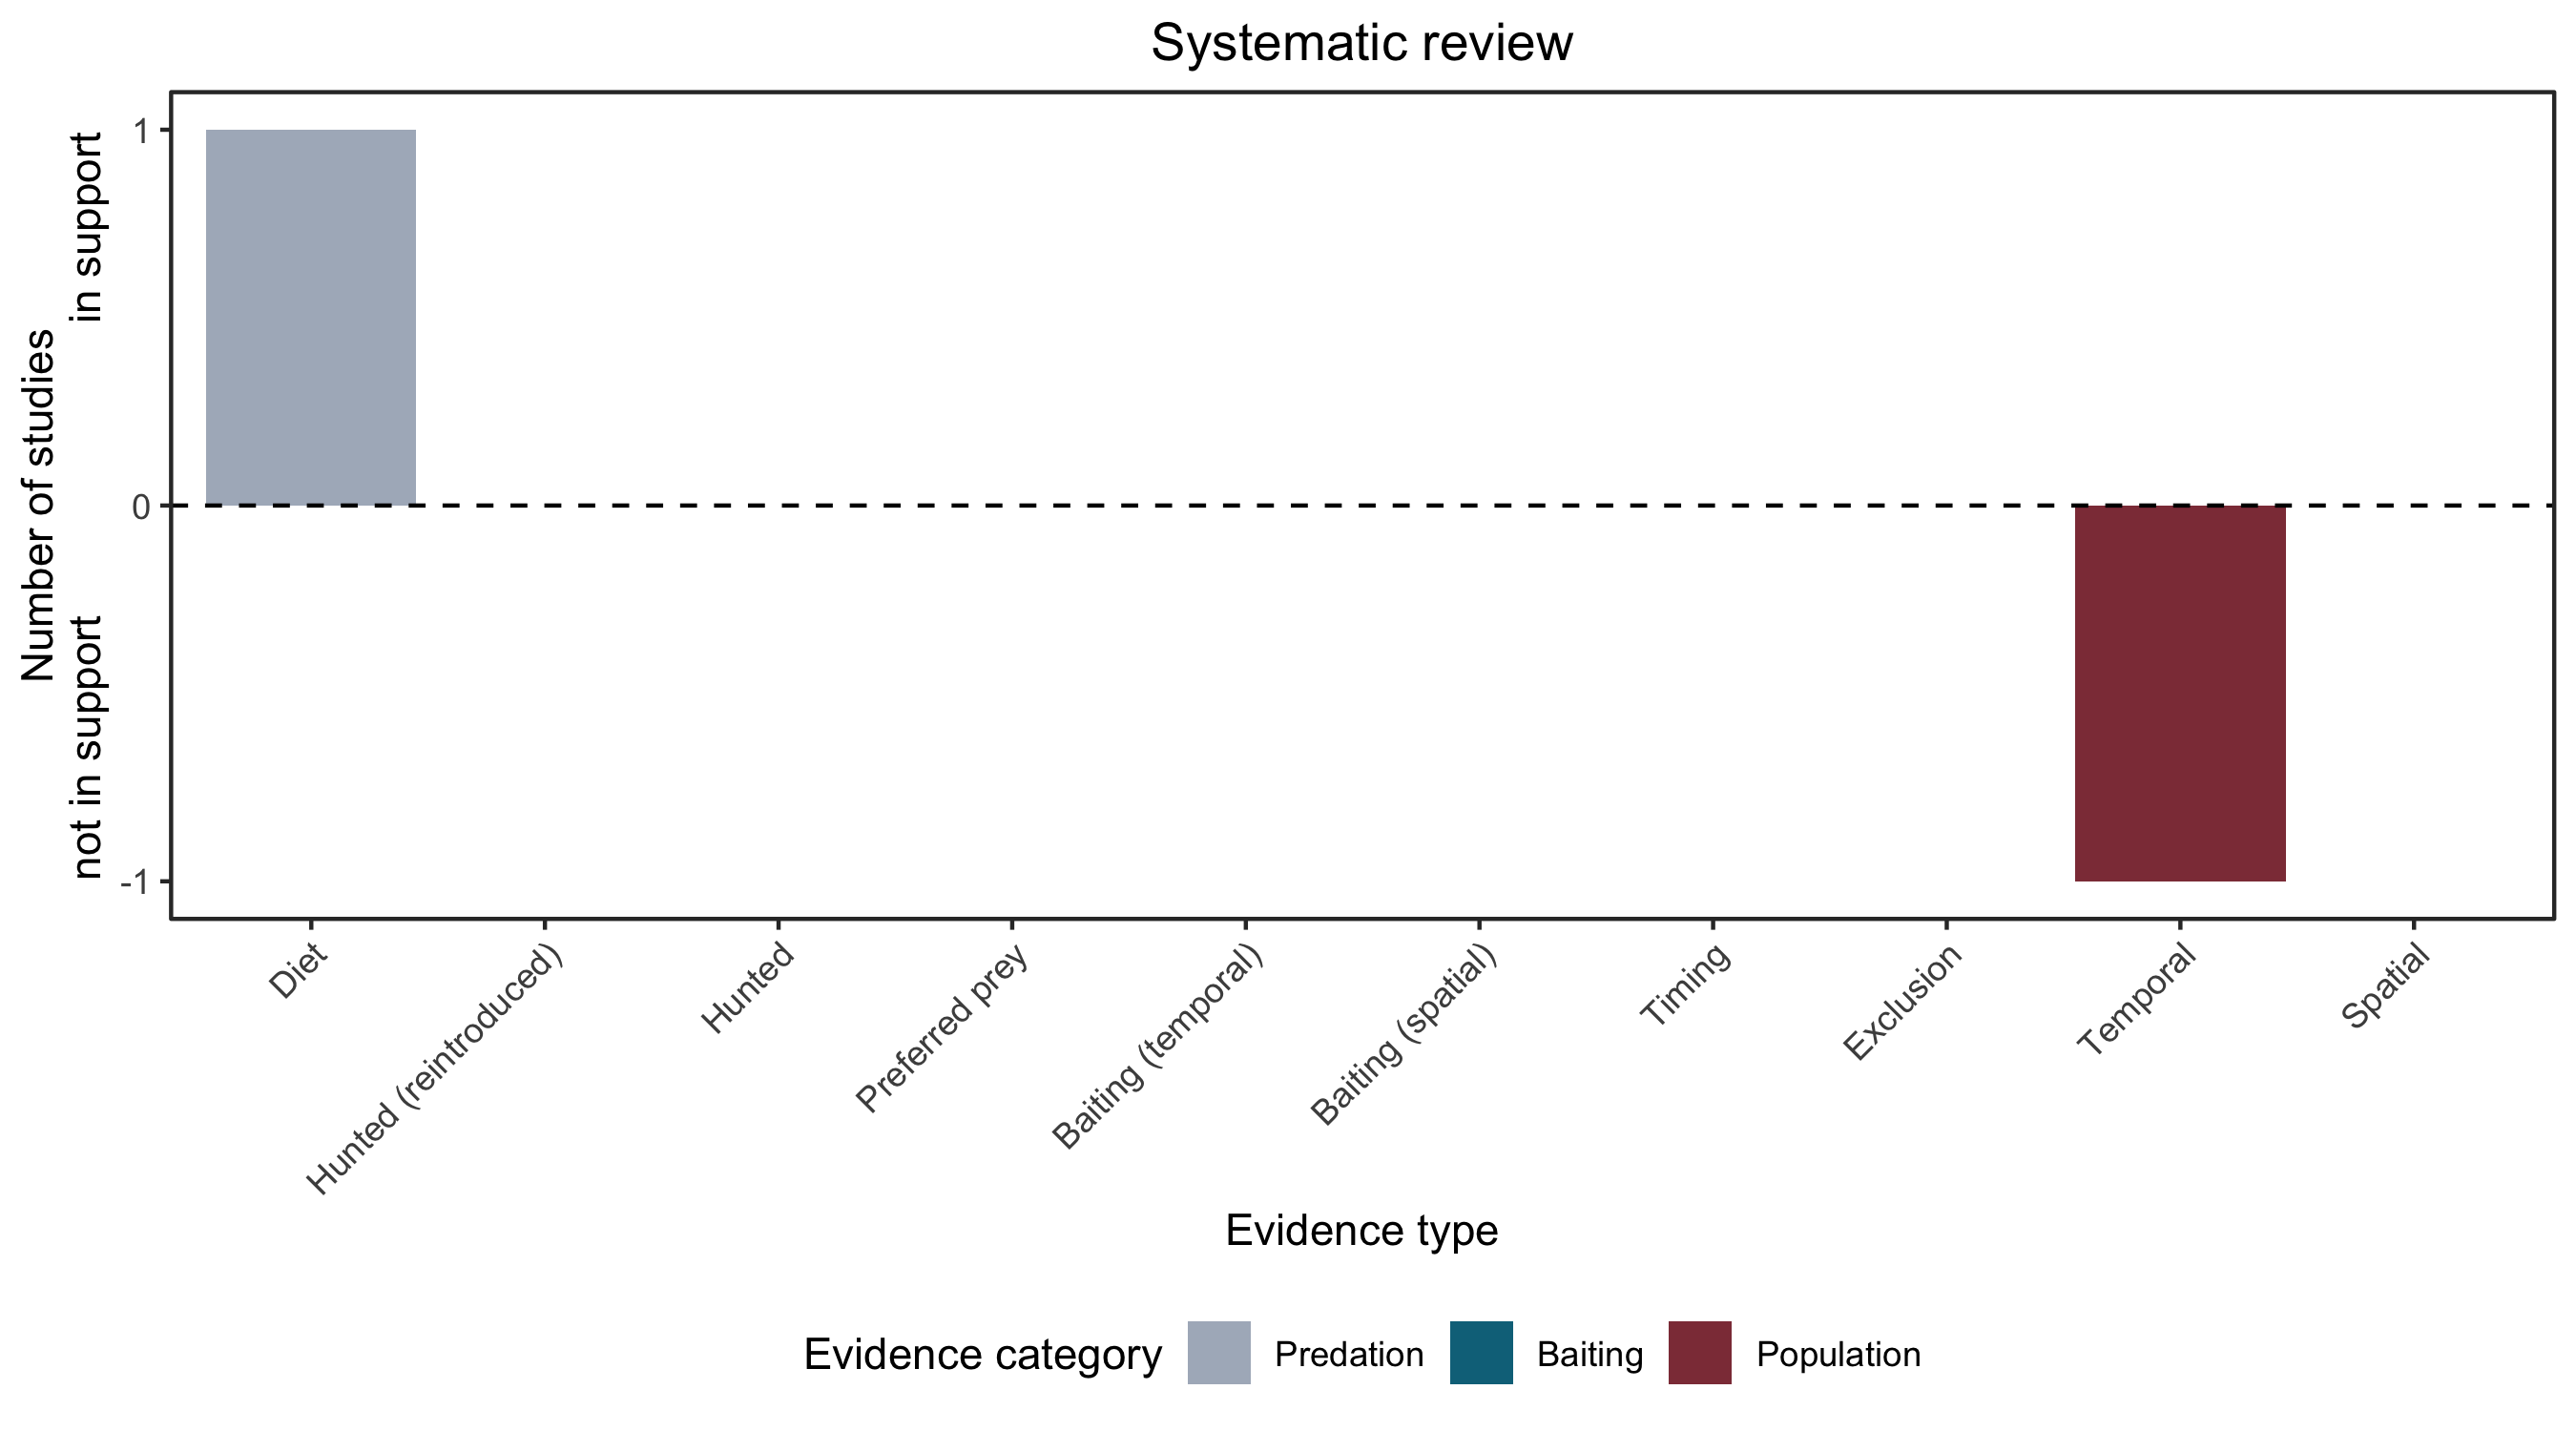 Systematic review
Number of studies
in support
not in support
1
0
-1
Diet
Hunted (reintroduced)
Hunted
Preferred prey
Baiting (temporal)
Baiting (spatial)
Timing
Exclusion
Temporal
Spatial
Evidence type
Evidence category
Predation
Baiting
Population